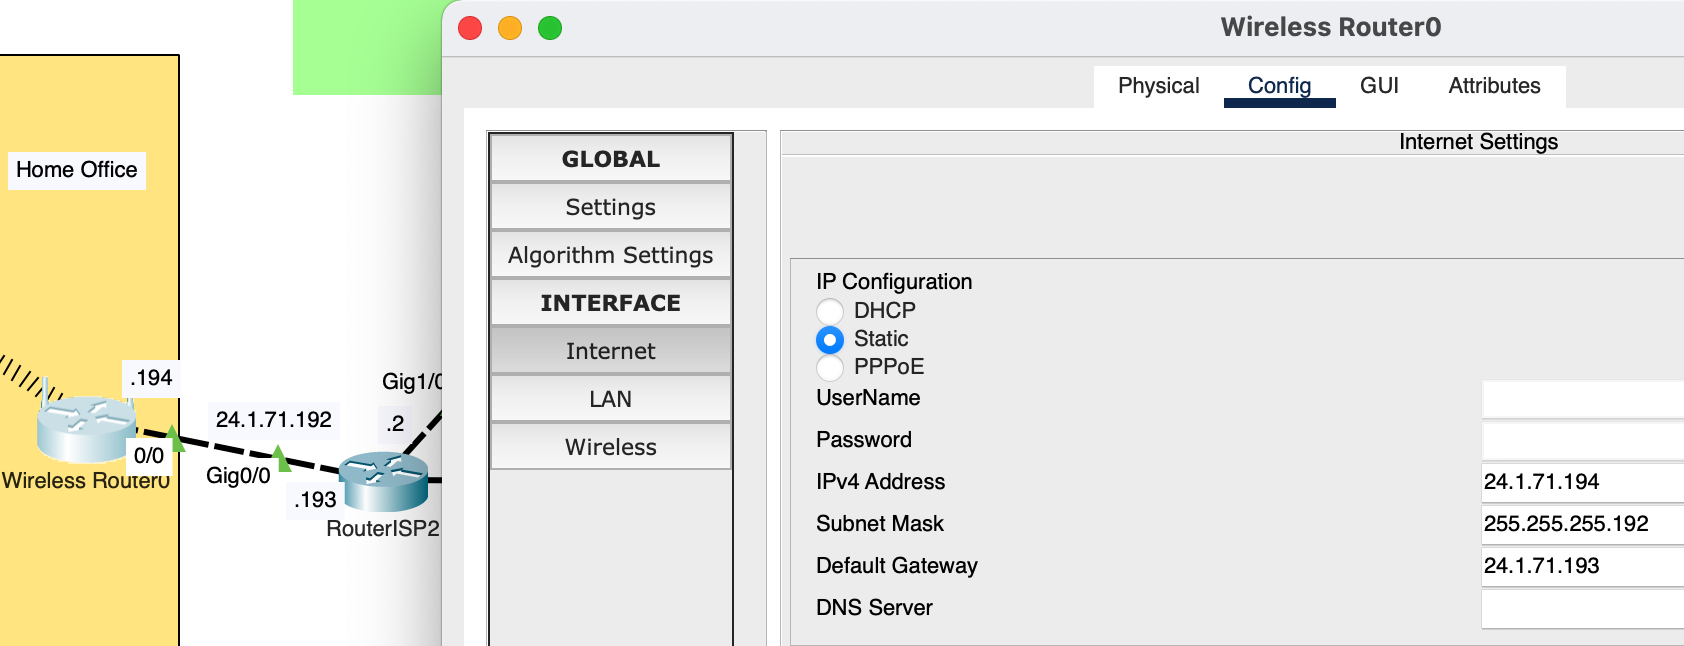 Wireless Router0
Physical
Config
GUI
Attributes
Internet Settings
GLOBAL
Settings
Algorithm Settings
INTERFACE
Internet
LAN
Wireless
IP Configuration
DHCP
Static
PPPoE
UserName
Password
IPv4 Address
24.1.71.194
Subnet Mask
255.255.255.192
Default Gateway
24.1.71.193
DNS Server
Home Office
.194
24.1.71.192
Gig1/0
.2
0/0
Gig0/0
Wireless Router0
.193
RouterISP2